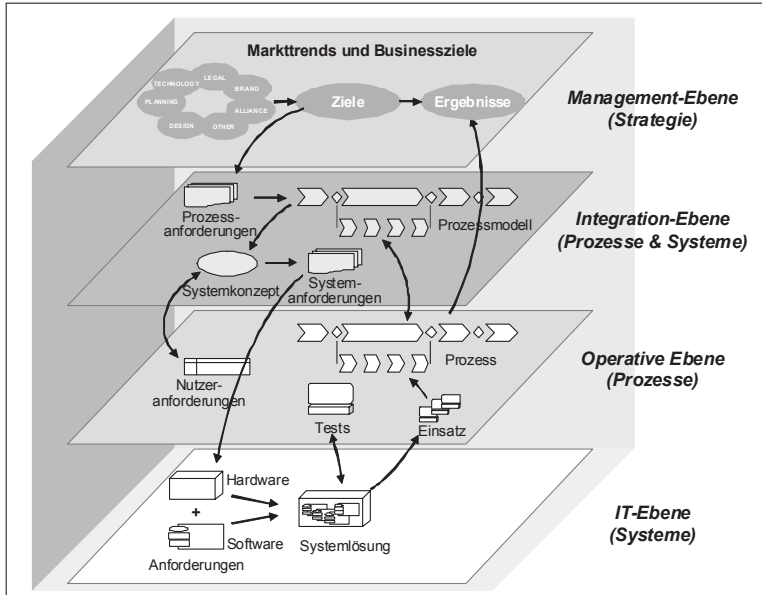 Markttrends und Businessziele
TECHNOLOGY
LEGAL
BRAND
PLANNING
ALLIANCE
DESIGN
OTHER
Ziele
Ergebnisse
Management-Ebene
(Strategie)
Prozess-
anforderungen
Prozessmodell
Integration-Ebene
(Prozesse & Systeme)
Systemkonzept
System-
anforderungen
Prozess
Operative Ebene
(Prozesse)
Nutzer-
anforderungen
Tests
Einsatz
Hardware
+
Software
Anforderungen
Systemlösung
IT-Ebene
(Systeme)